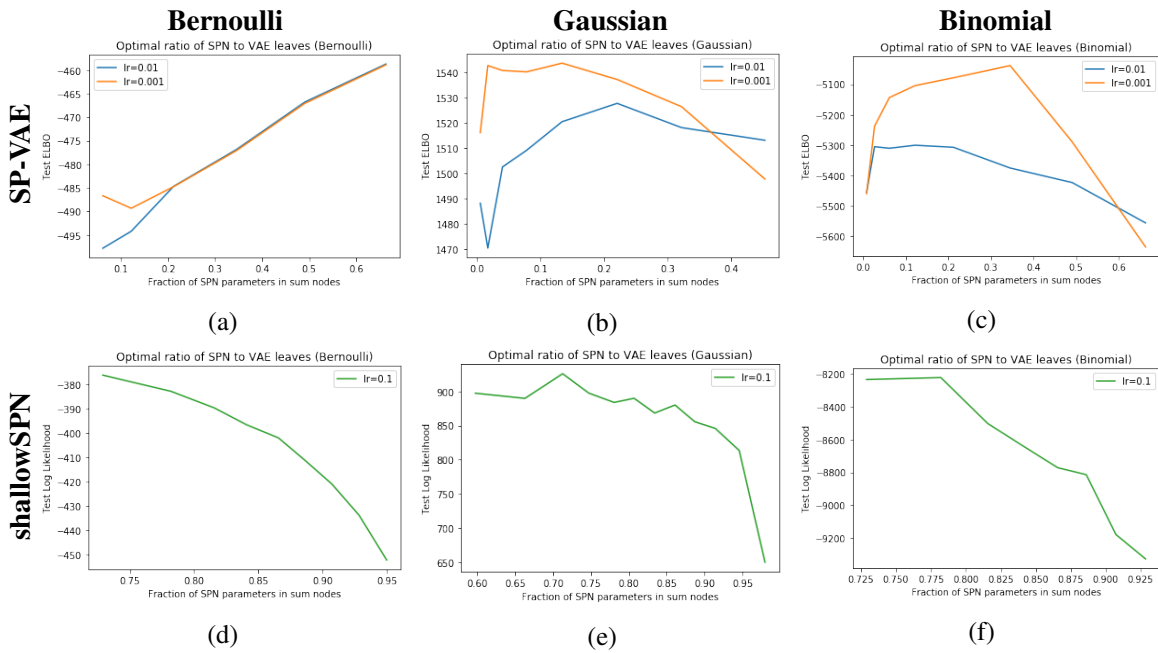 Bernoulli
Gaussian
Binomial
SP-VAE
shallowSPN
Optimal ratio of SPN to VAE leaves (Bernoulli)
lr=0.01
lr=0.001
Test ELBO
−460
−465
−470
−475
−480
−485
−490
−495
0.1
0.2
0.3
0.4
0.5
0.6
Fraction of SPN parameters in sum nodes
(a)
Optimal ratio of SPN to VAE leaves (Gaussian)
lr=0.01
lr=0.001
Test ELBO
1540
1530
1520
1510
1500
1490
1480
1470
0.0
0.1
0.2
0.3
0.4
Fraction of SPN parameters in sum nodes
(b)
Optimal ratio of SPN to VAE leaves (Binomial)
lr=0.01
lr=0.001
Test ELBO
−5100
−5200
−5300
−5400
−5500
−5600
0.0
0.1
0.2
0.3
0.4
0.5
0.6
Fraction of SPN parameters in sum nodes
(c)
Optimal ratio of SPN to VAE leaves (Bernoulli)
lr=0.1
Test Log Likelihood
−380
−390
−400
−410
−420
−430
−440
−450
0.75
0.80
0.85
0.90
0.95
Fraction of SPN parameters in sum nodes
(d)
Optimal ratio of SPN to VAE leaves (Gaussian)
lr=0.1
Test Log Likelihood
900
850
800
750
700
650
0.60
0.65
0.70
0.75
0.80
0.85
0.90
0.95
Fraction of SPN parameters in sum nodes
(e)
Optimal ratio of SPN to VAE leaves (Binomial)
lr=0.1
Test Log Likelihood
−8200
−8400
−8600
−8800
−9000
−9200
0.725
0.750
0.775
0.800
0.825
0.850
0.875
0.900
0.925
Fraction of SPN parameters in sum nodes
(f)